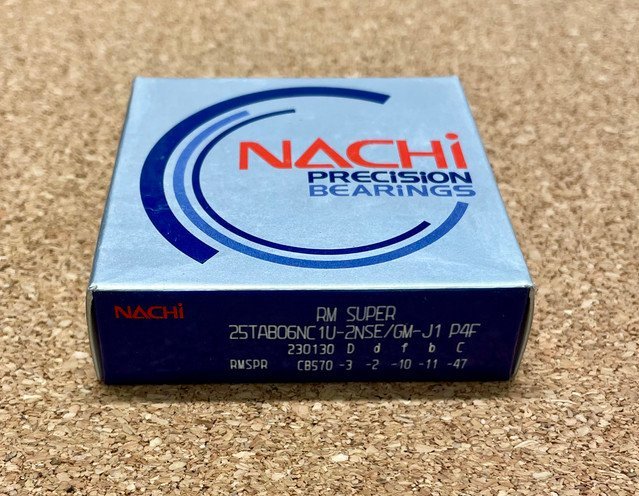 NACHi
PRECiSiON
BEARiNGS
NACHi
RM SUPER
25TAB06NC1U-2NSE/GM-J1 P4F
230130 D d f b C
RMSPR CB570 -3 -2 -10 -11 -47